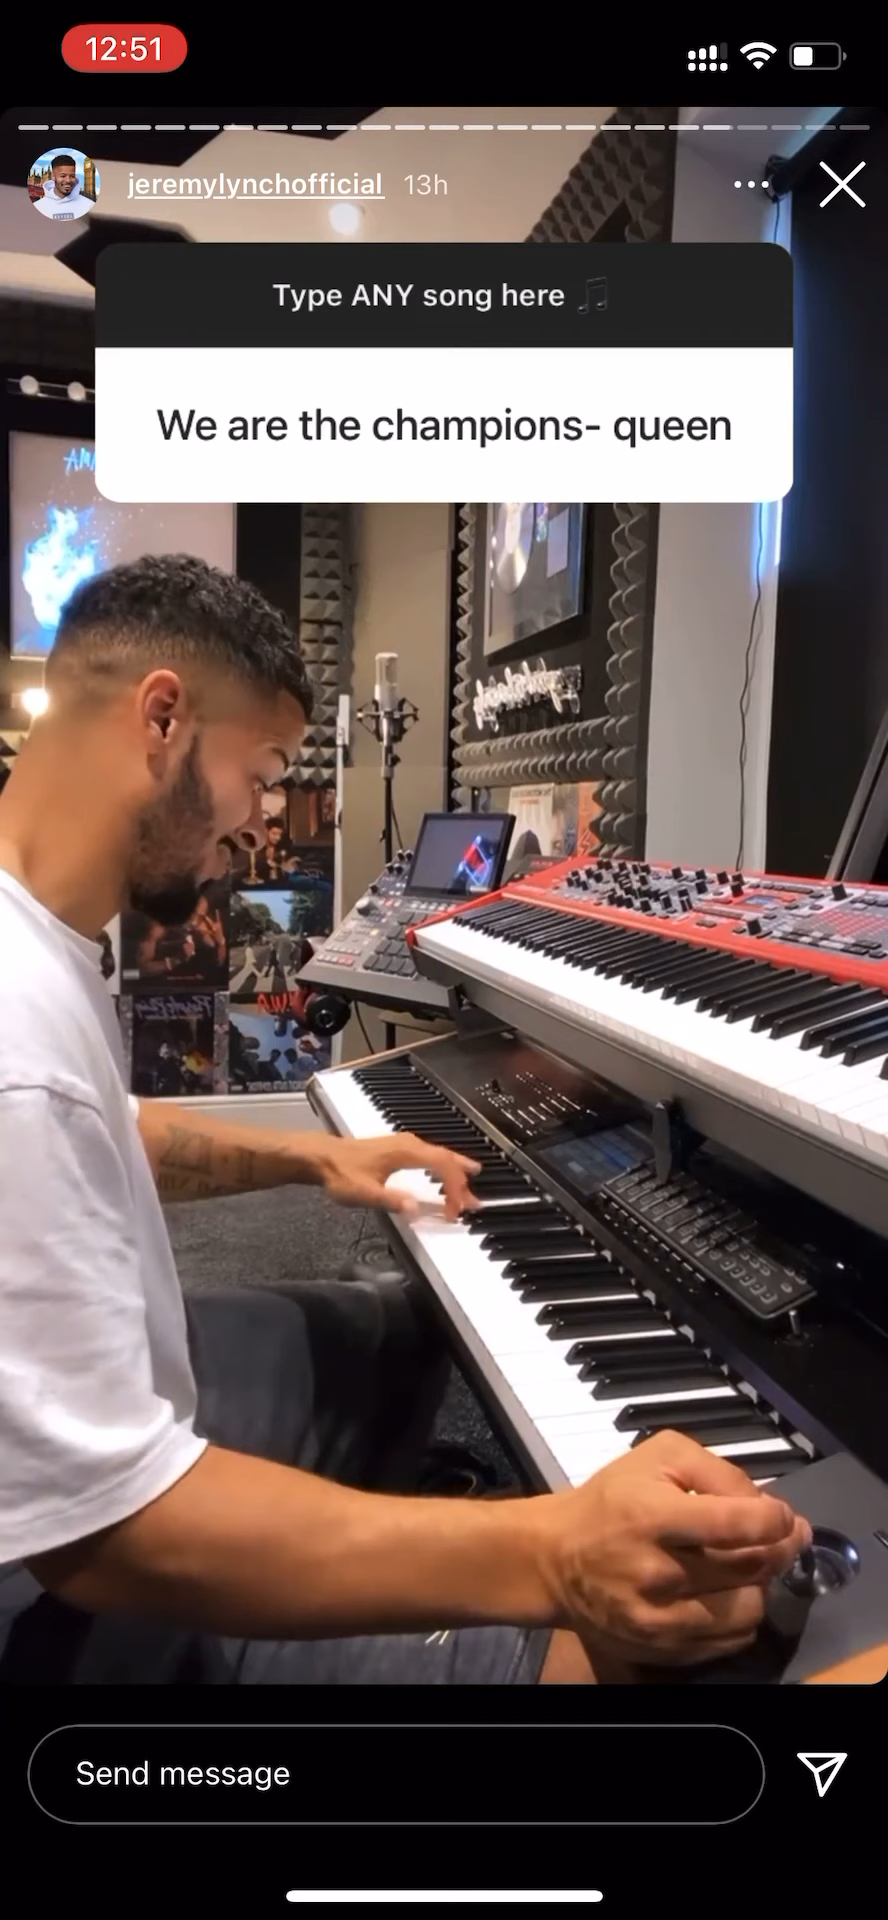 12:51
jeremylynchofficial 13h
Type ANY song here 🎵
We are the champions- queen
Send message